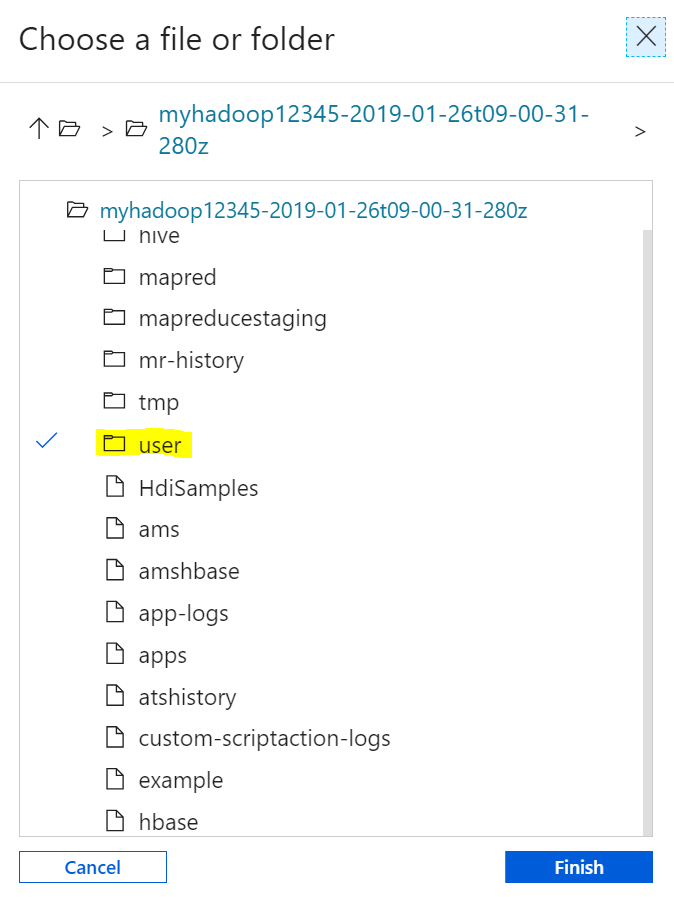 Choose a file or folder
myhadoop12345-2019-01-26t09-00-31-
280z
myhadoop12345-2019-01-26t09-00-31-280z
hive
mapred
mapreducestaging
mr-history
tmp
user
HdiSamples
ams
amshbase
app-logs
apps
atshistory
custom-scriptaction-logs
example
hbase
Cancel
Finish